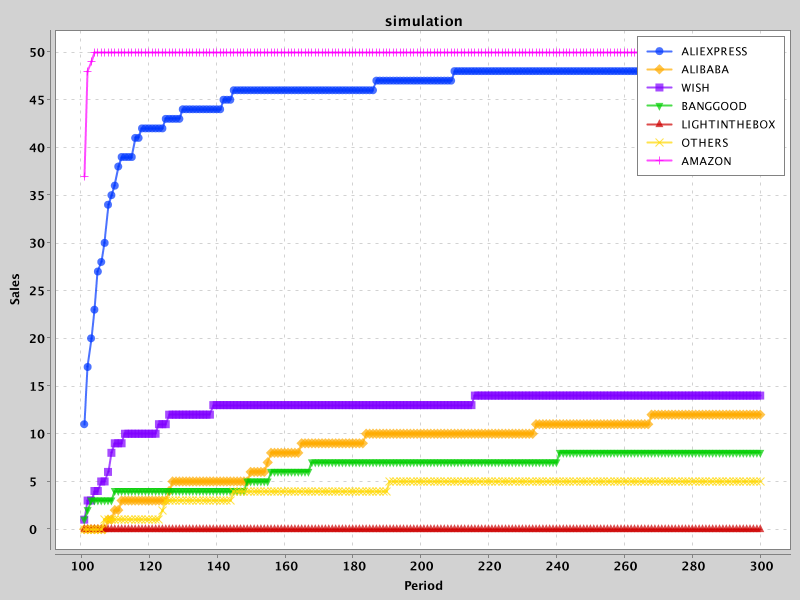 simulation
50
45
40
35
30
25
20
15
10
5
0
Sales
ALIEXPRESS
ALIBABA
WISH
BANGGOOD
LIGHTINTHEBOX
OTHERS
AMAZON
100 120 140 160 180 200 220 240 260 280 300
Period